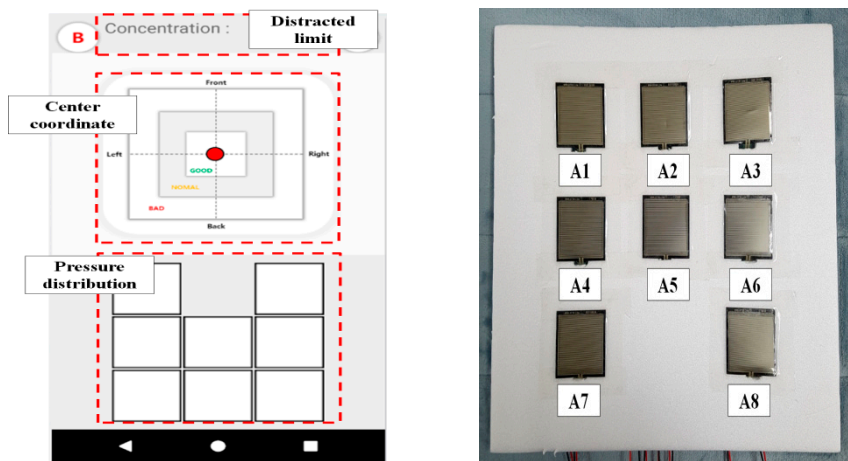 B
Concentration :
Distracted
limit
Center
coordinate
Front
Left
Right
GOOD
NOMAL
BAD
Back
Pressure
distribution
A1
A2
A3
A4
A5
A6
A7
A8